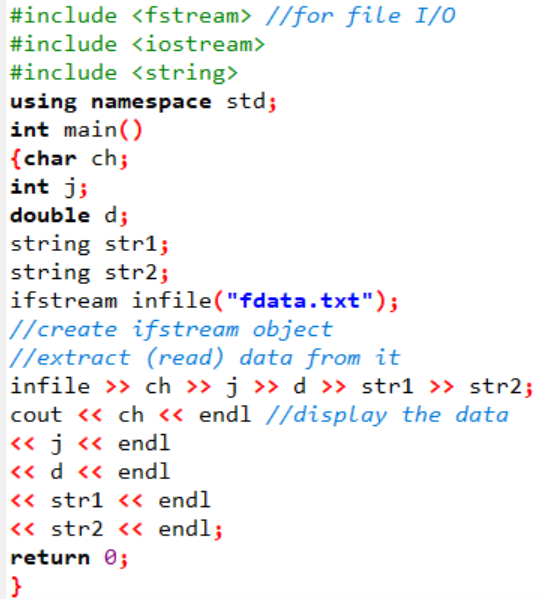 #include <fstream> //for file I/O
#include <iostream>
#include <string>
using namespace std;
int main()
{char ch;
int j;
double d;
string str1;
string str2;
ifstream infile("fdata.txt");
//create ifstream object
//extract (read) data from it
infile >> ch >> j >> d >> str1 >> str2;
cout << ch << endl //display the data
<< j << endl
<< d << endl
<< str1 << endl
<< str2 << endl;
return 0;
}